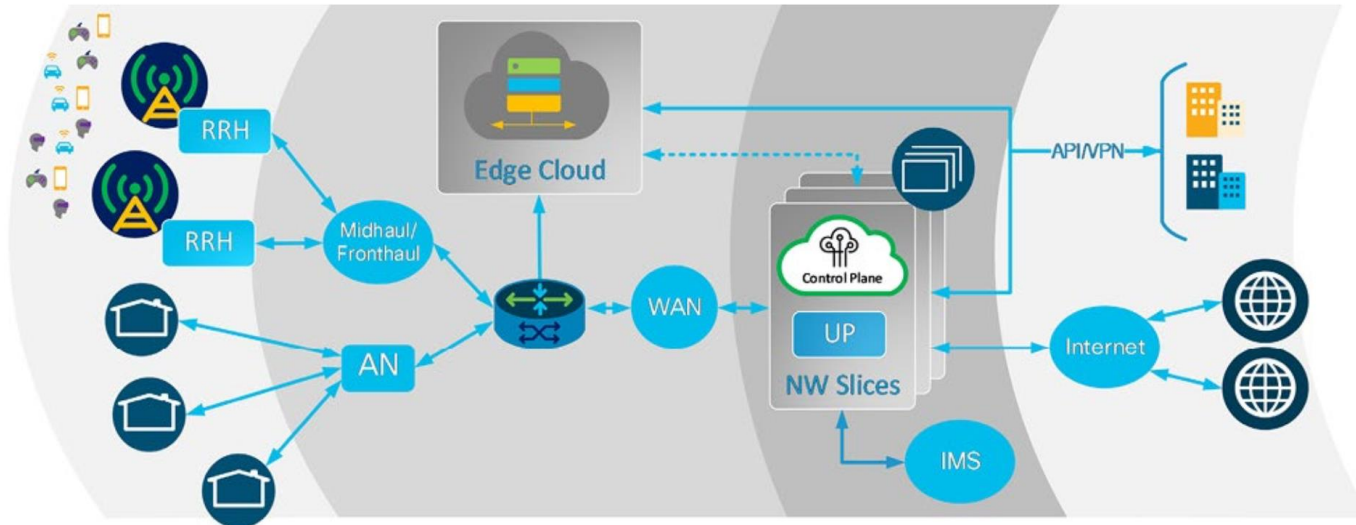 RRH
Edge Cloud
API/VPN
RRH
Midhaul/
Fronthaul
Control Plane
WAN
UP
AN
Internet
NW Slices
IMS